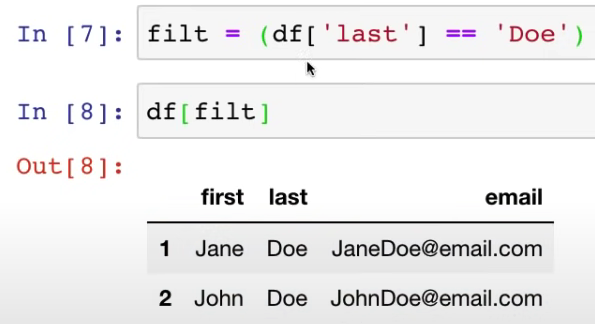 In [7]: filt = (df['last'] == 'Doe')
In [8]: df[filt]
Out[8]:
first last email
1 Jane Doe JaneDoe@email.com
2 John Doe JohnDoe@email.com